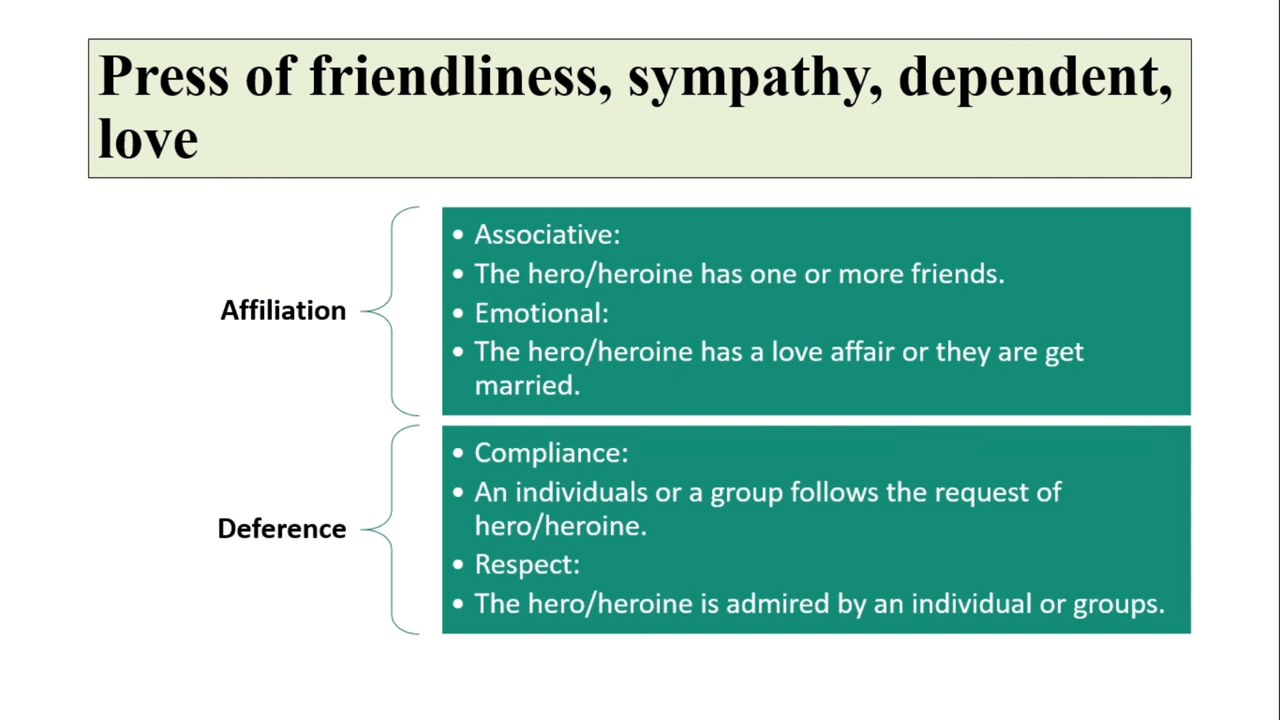 Press of friendliness, sympathy, dependent,
love
Affiliation
• Associative:
• The hero/heroine has one or more friends.
• Emotional:
• The hero/heroine has a love affair or they are get
married.
Deference
• Compliance:
• An individuals or a group follows the request of
hero/heroine.
• Respect:
• The hero/heroine is admired by an individual or groups.